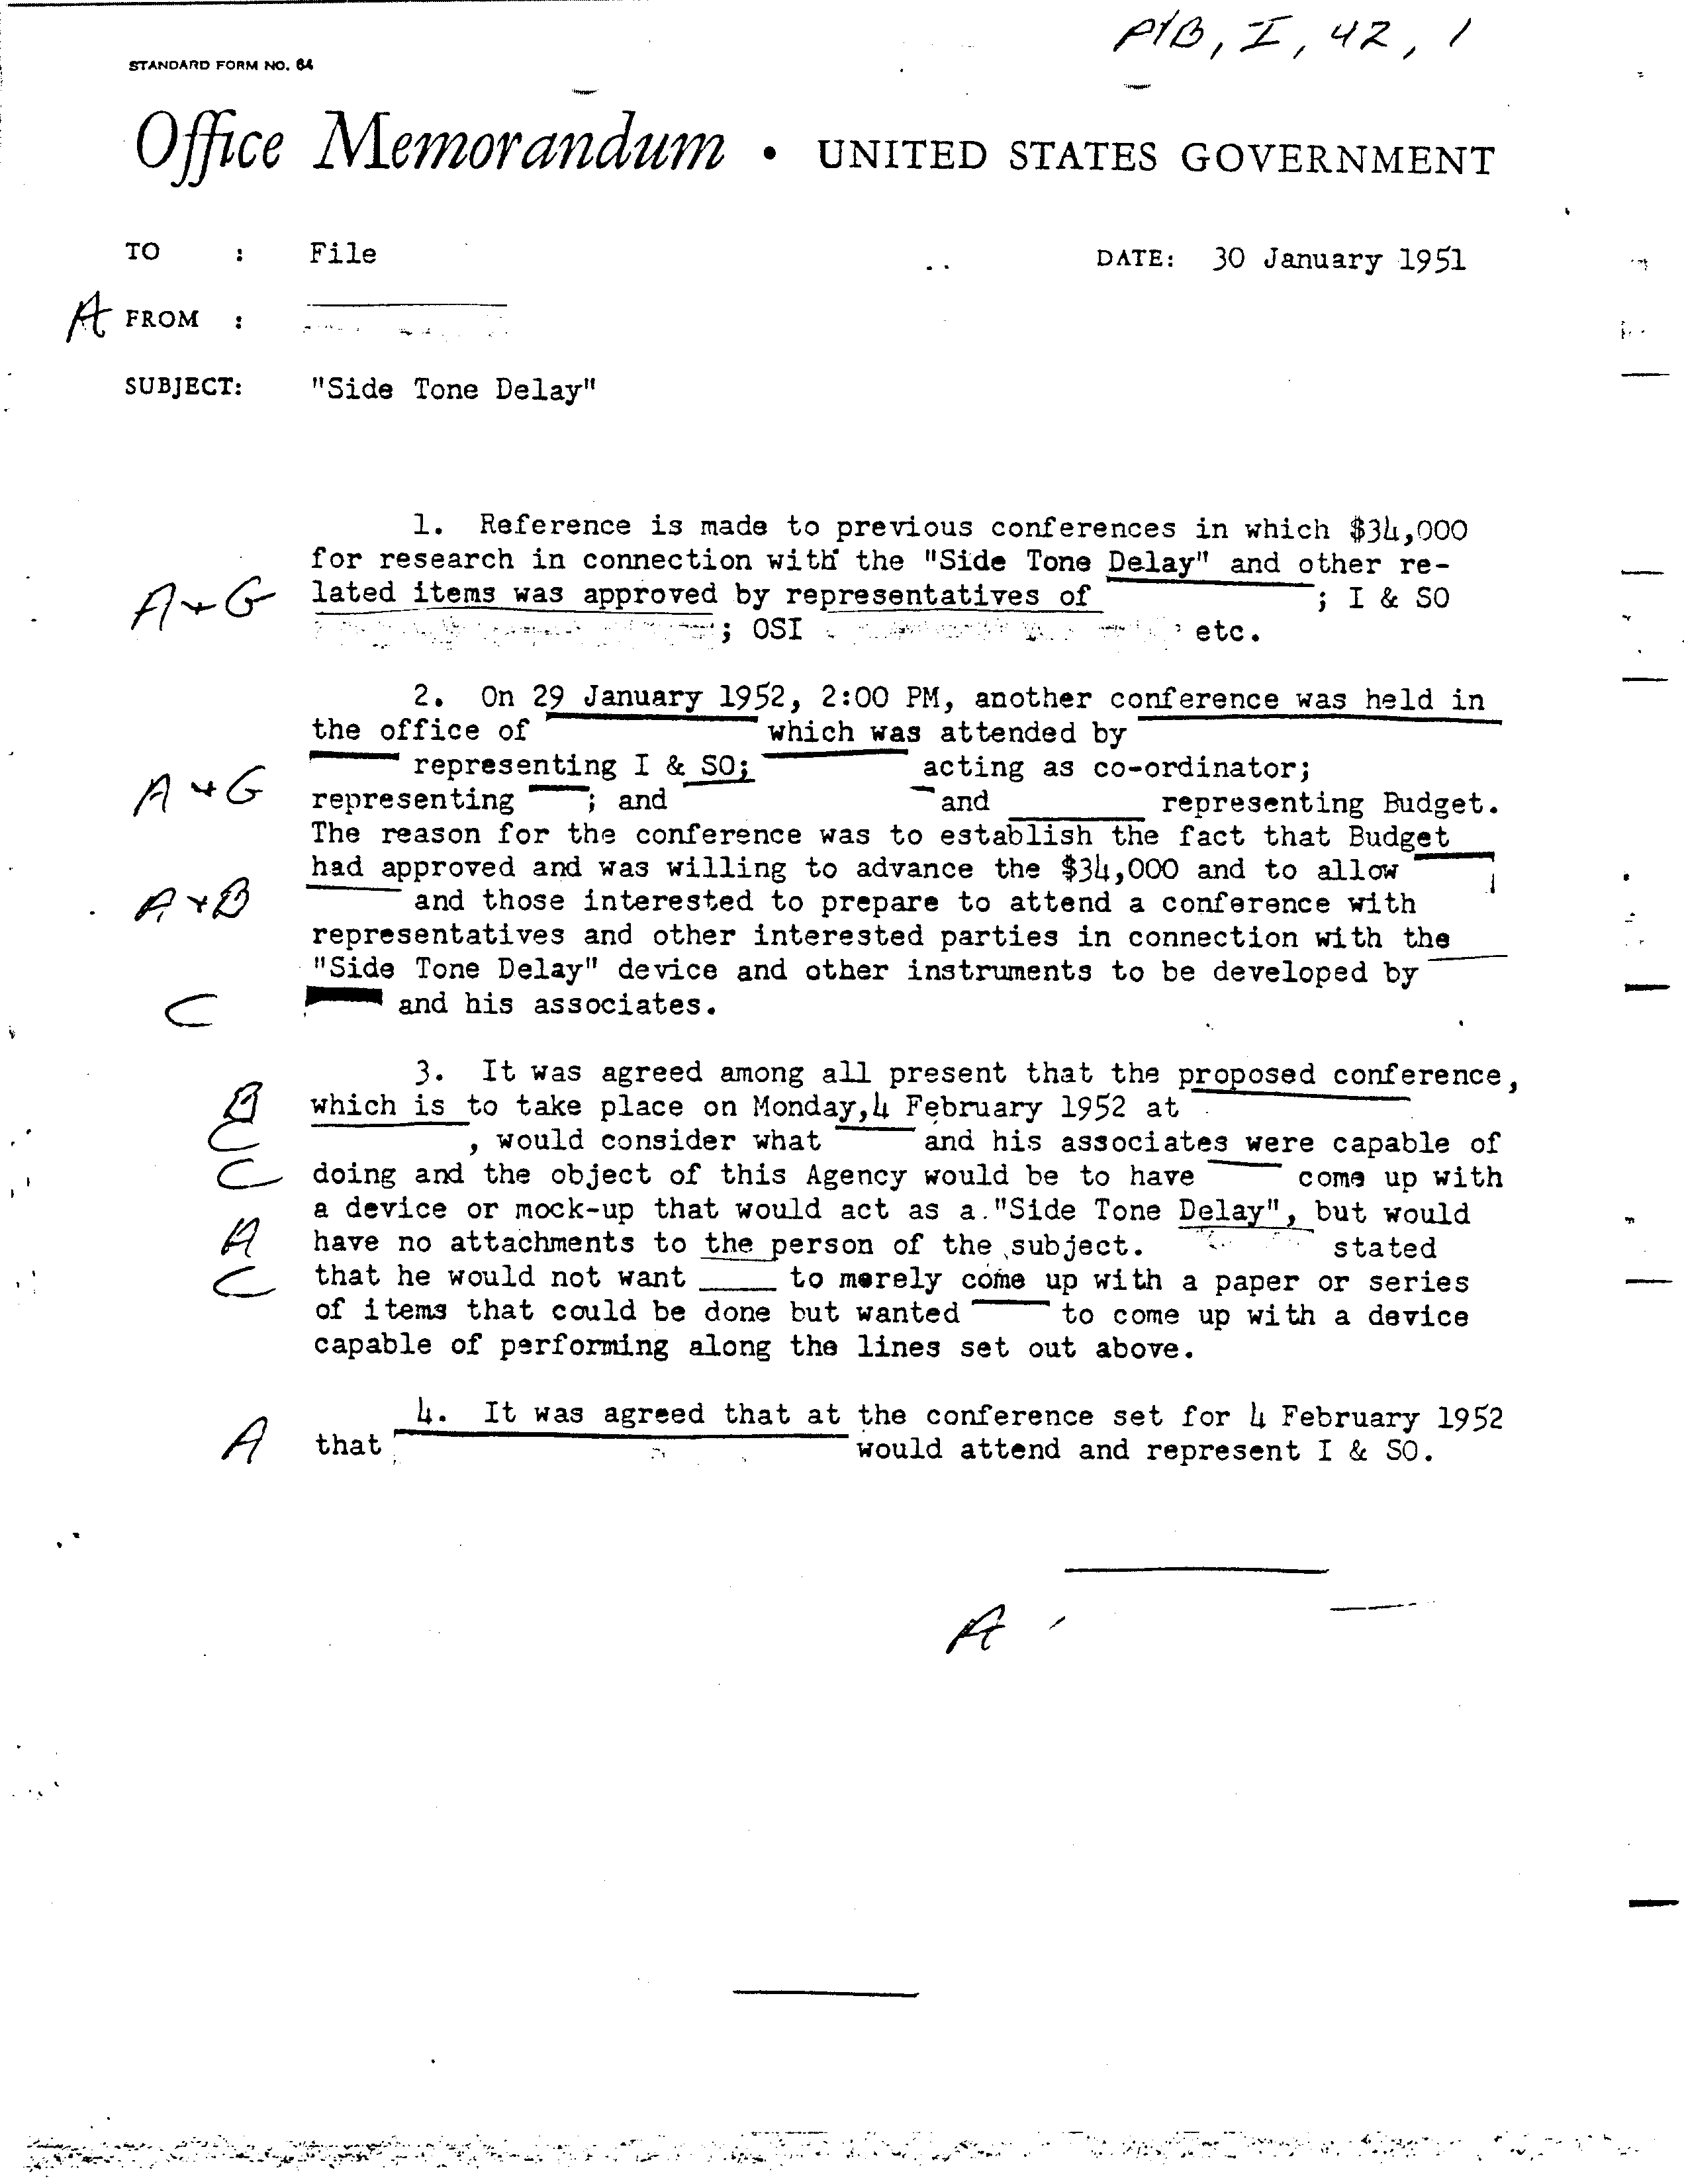 P/B, I, 42, 1
STANDARD FORM NO. 64
Office Memorandum • UNITED STATES GOVERNMENT
TO : File DATE: 30 January 1951
A FROM :
SUBJECT: "Side Tone Delay"
1. Reference is made to previous conferences in which $34,000
for research in connection with the "Side Tone Delay" and other re-
A+G lated items was approved by representatives of ; I & SO
; OSI etc.
2. On 29 January 1952, 2:00 PM, another conference was held in
the office of which was attended by
representing I & SO; acting as co-ordinator;
A+G representing ; and and representing Budget.
The reason for the conference was to establish the fact that Budget
had approved and was willing to advance the $34,000 and to allow
A+B and those interested to prepare to attend a conference with
representatives and other interested parties in connection with the
"Side Tone Delay" device and other instruments to be developed by
C and his associates.
3. It was agreed among all present that the proposed conference,
B which is to take place on Monday,4 February 1952 at
C , would consider what and his associates were capable of
C doing and the object of this Agency would be to have come up with
a device or mock-up that would act as a "Side Tone Delay", but would
A have no attachments to the person of the subject. stated
C that he would not want to merely come up with a paper or series
of items that could be done but wanted to come up with a device
capable of performing along the lines set out above.
4. It was agreed that at the conference set for 4 February 1952
A that would attend and represent I & SO.
A